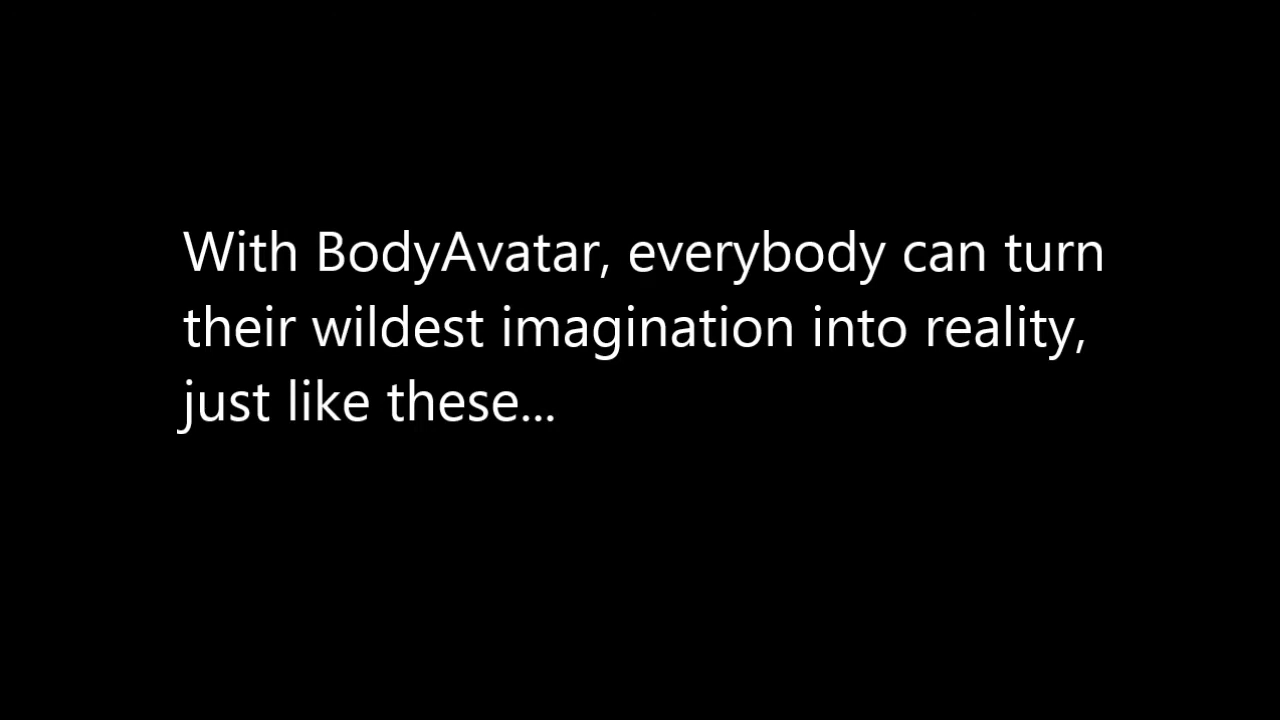 With BodyAvatar, everybody can turn
their wildest imagination into reality,
just like these...